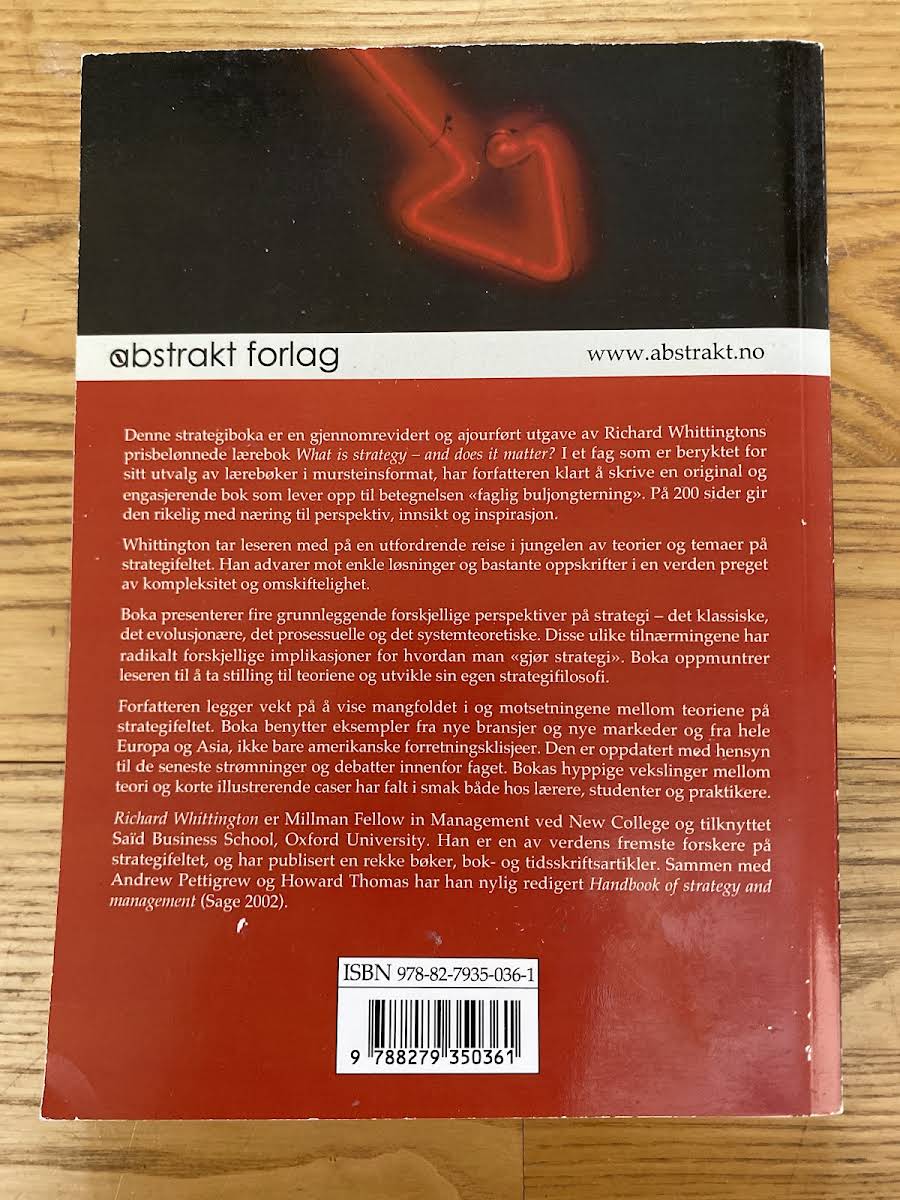 abstrakt forlag
www.abstrakt.no
Denne strategiboka er en gjennomrevidert og ajourført utgave av Richard Whittingtons
prisbelønnede lærebok What is strategy – and does it matter? I et fag som er beryktet for
sitt utvalg av lærebøker i mursteinsformat, har forfatteren klart å skrive en original og
engasjerende bok som lever opp til betegnelsen «faglig buljongterning». På 200 sider gir
den rikelig med næring til perspektiv, innsikt og inspirasjon.
Whittington tar leseren med på en utfordrende reise i jungelen av teorier og temaer på
strategifeltet. Han advarer mot enkle løsninger og bastante oppskrifter i en verden preget
av kompleksitet og omskiftelighet.
Boka presenterer fire grunnleggende forskjellige perspektiver på strategi – det klassiske,
det evolusjonære, det prosessuelle og det systemteoretiske. Disse ulike tilnærmingene har
radikalt forskjellige implikasjoner for hvordan man «gjør strategi». Boka oppmuntrer
leseren til å ta stilling til teoriene og utvikle sin egen strategifilosofi.
Forfatteren legger vekt på å vise mangfoldet i og motsetningene mellom teoriene på
strategifeltet. Boka benytter eksempler fra nye bransjer og nye markeder og fra hele
Europa og Asia, ikke bare amerikanske forretningsklisjeer. Den er oppdatert med hensyn
til de seneste strømninger og debatter innenfor faget. Bokas hyppige vekslinger mellom
teori og korte illustrerende caser har falt i smak både hos lærere, studenter og praktikere.
Richard Whittington er Millman Fellow in Management ved New College og tilknyttet
Saïd Business School, Oxford University. Han er en av verdens fremste forskere på
strategifeltet, og har publisert en rekke bøker, bok- og tidsskriftsartikler. Sammen med
Andrew Pettigrew og Howard Thomas har han nylig redigert Handbook of strategy and
management (Sage 2002).
ISBN 978-82-7935-036-1
9 788279 350361